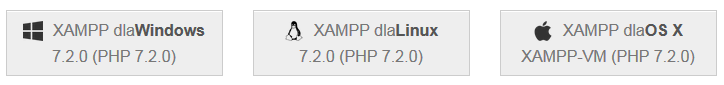 XAMPP dlaWindows
7.2.0 (PHP 7.2.0)
XAMPP dlaLinux
7.2.0 (PHP 7.2.0)
XAMPP dlaOS X
XAMPP-VM (PHP 7.2.0)